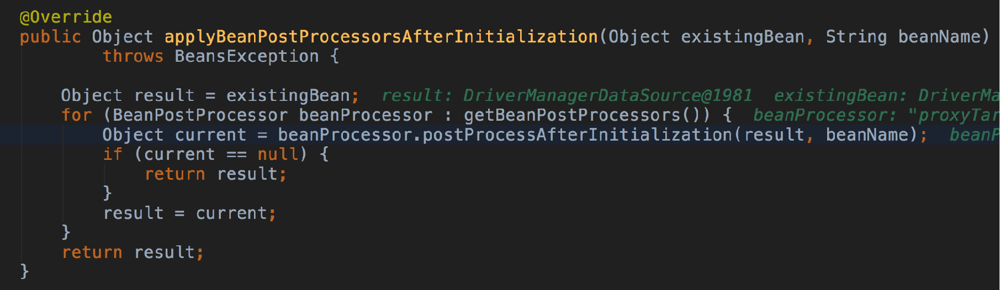 @Override
public Object applyBeanPostProcessorsAfterInitialization(Object existingBean, String beanName)
throws BeansException {
Object result = existingBean; result: DriverManagerDataSource@1981 existingBean: DriverMa
for (BeanPostProcessor beanProcessor : getBeanPostProcessors()) { beanProcessor: "proxyTar
Object current = beanProcessor.postProcessAfterInitialization(result, beanName); beanP
if (current == null) {
return result;
}
result = current;
}
return result;
}